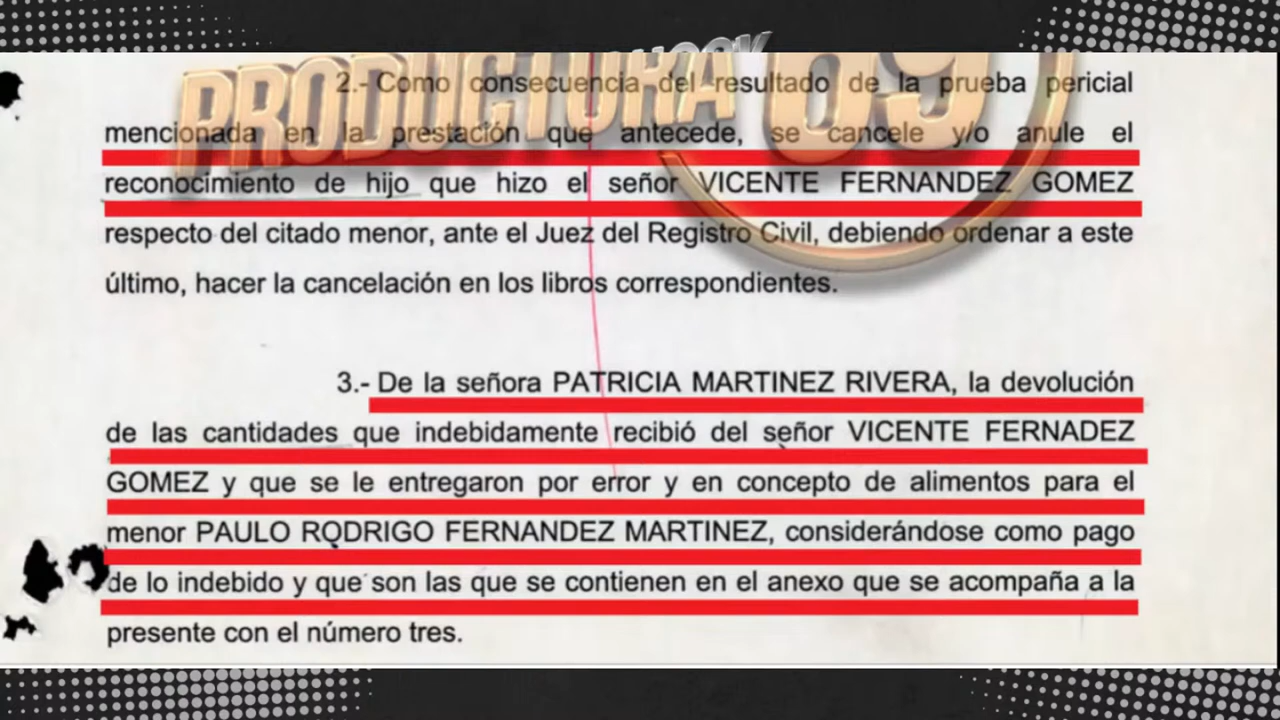 PRODUCTORA 69
2.- Como consecuencia del resultado de la prueba pericial
mencionada en la prestación que antecede, se cancele y/o anule el
reconocimiento de hijo que hizo el señor VICENTE FERNANDEZ GOMEZ
respecto del citado menor, ante el Juez del Registro Civil, debiendo ordenar a este
último, hacer la cancelación en los libros correspondientes.
3.- De la señora PATRICIA MARTINEZ RIVERA, la devolución
de las cantidades que indebidamente recibió del señor VICENTE FERNADEZ
GOMEZ y que se le entregaron por error y en concepto de alimentos para el
menor PAULO RODRIGO FERNANDEZ MARTINEZ, considerándose como pago
de lo indebido y que son las que se contienen en el anexo que se acompaña a la
presente con el número tres.